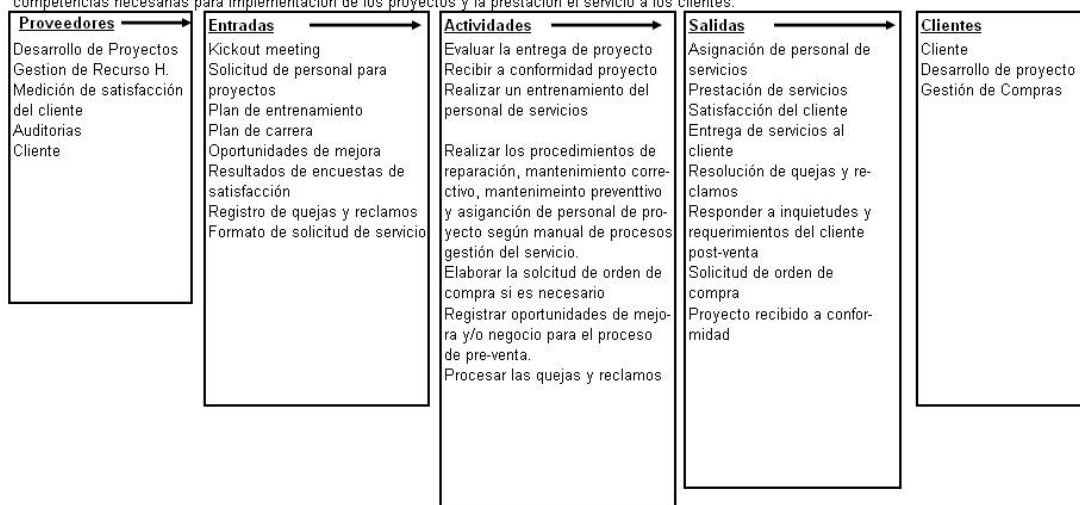 competencias necesarias para implementación de los proyectos y la prestación el servicio a los clientes.
Proveedores
Desarrollo de Proyectos
Gestion de Recurso H.
Medición de satisfacción
del cliente
Auditorias
Cliente
Entradas
Kickout meeting
Solicitud de personal para
proyectos
Plan de entrenamiento
Plan de carrera
Oportunidades de mejora
Resultados de encuestas de
satisfacción
Registro de quejas y reclamos
Formato de solicitud de servicio
Actividades
Evaluar la entrega de proyecto
Recibir a conformidad proyecto
Realizar un entrenamiento del
personal de servicios
Realizar los procedimientos de
reparación, mantenimiento corre-
ctivo, mantenimeinto preventtivo
y asigancíón de personal de pro-
yecto según manual de procesos
gestión del servicio.
Elaborar la solcitud de orden de
compra si es necesario
Registrar oportunidades de mejo-
ra y/o negocio para el proceso
de pre-venta.
Procesar las quejas y reclamos
Salidas
Asignación de personal de
servicios
Prestación de servicios
Satisfacción del cliente
Entrega de servicios al
cliente
Resolución de quejas y re-
clamos
Responder a inquietudes y
requerimientos del cliente
post-venta
Solicitud de orden de
compra
Proyecto recibido a confor-
midad
Clientes
Cliente
Desarrollo de proyecto
Gestión de Compras